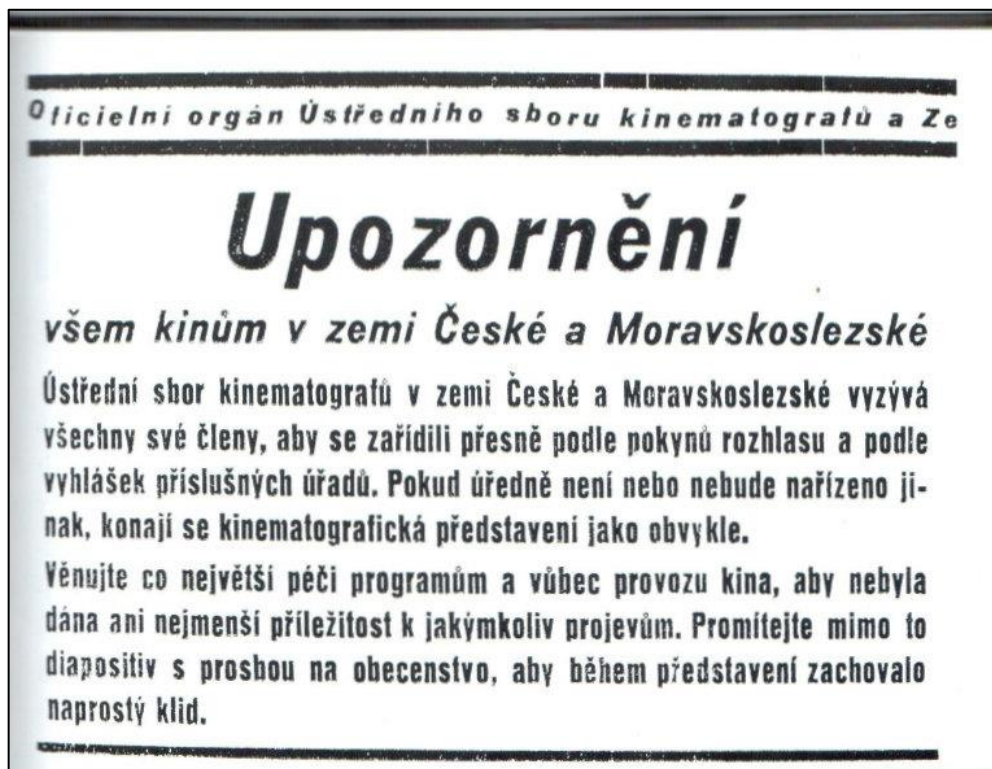 Oficielní orgán Ústředního sboru kinematografů a Ze
Upozornění
všem kinům v zemi České a Moravskoslezské
Ústřední sbor kinematografů v zemi České a Moravskoslezské vyzývá
všechny své členy, aby se zařídili přesně podle pokynů rozhlasu a podle
vyhlášek příslušných úřadů. Pokud úředně není nebo nebude nařízeno ji-
nak, konají se kinematografická představení jako obvykle.
Věnujte co největší péči programům a vůbec provozu kina, aby nebyla
dána ani nejmenší příležitost k jakýmkoliv projevům. Promítejte mimo to
diapositiv s prosbou na obecenstvo, aby během představení zachovalo
naprostý klid.